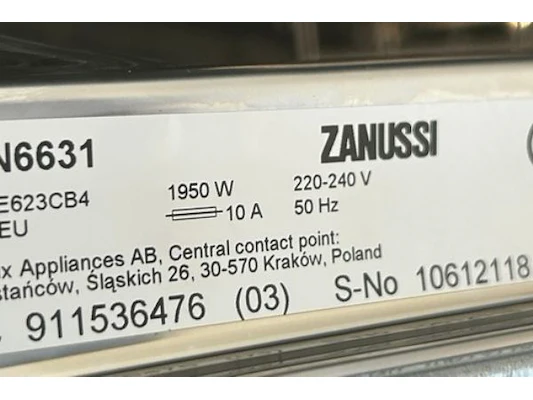 N6631
ZANUSSI
E623CB4
1950 W
220-240 V
EU
10 A
50 Hz
x Appliances AB, Central contact point:
stańców, Śląskich 26, 30-570 Kraków, Poland
911536476 (03) S-No 10612118